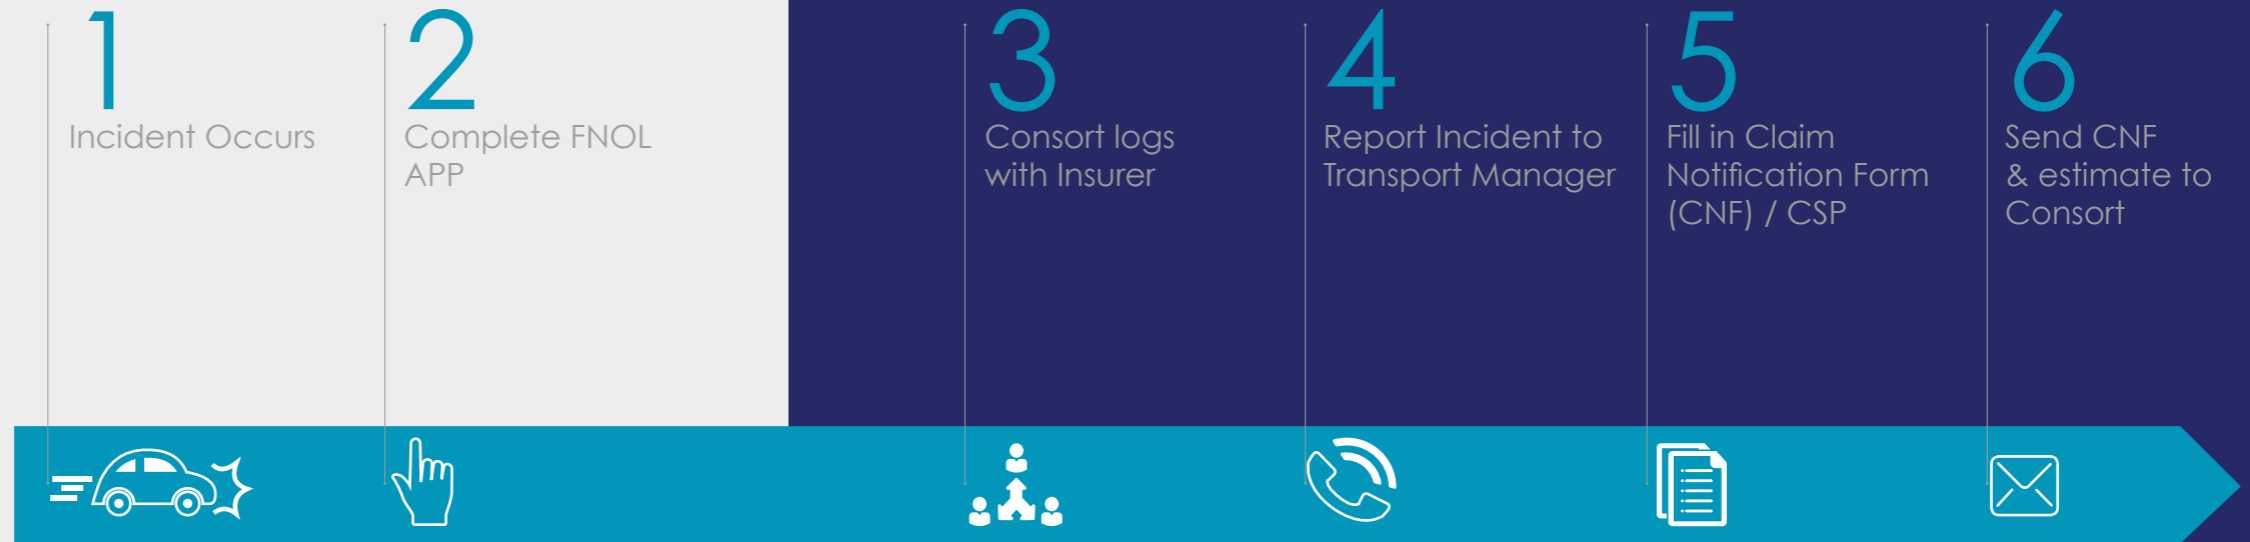 1
Incident Occurs
2
Complete FNOL
APP
3
Consort logs
with Insurer
4
Report Incident to
Transport Manager
5
Fill in Claim
Notification Form
(CNF) / CSP
6
Send CNF
& estimate to
Consort